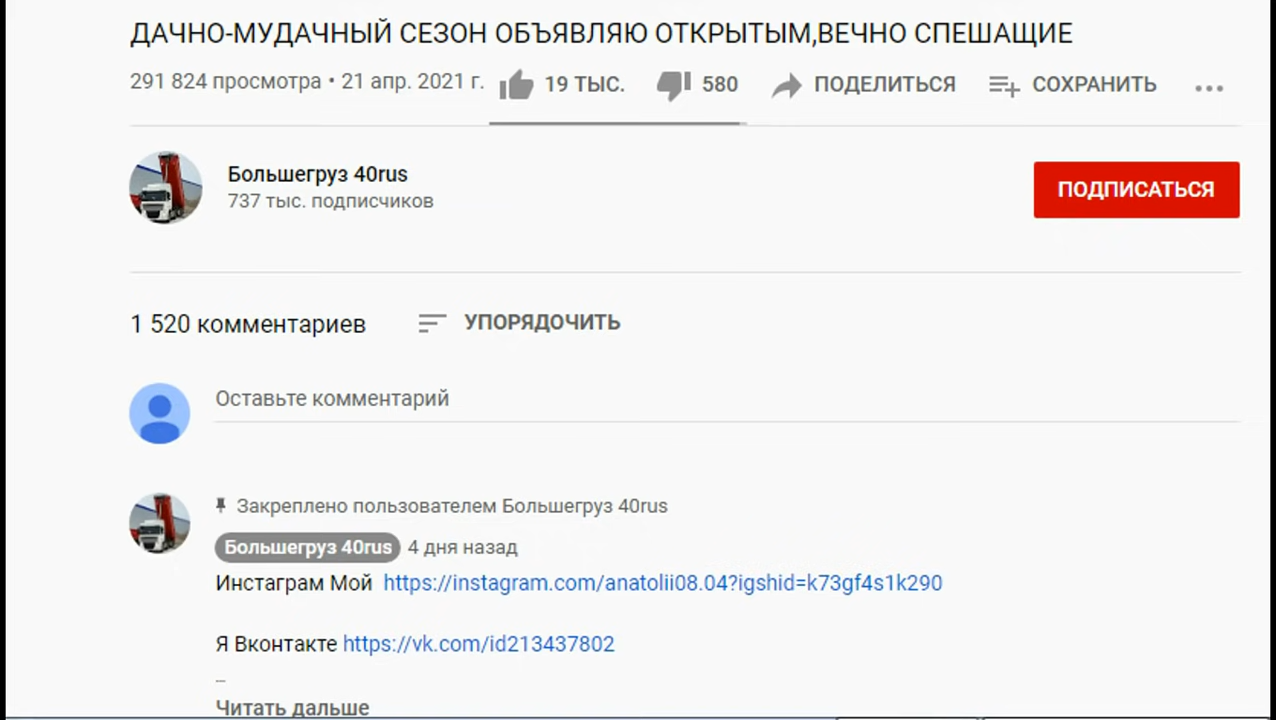 ДАЧНО-МУДАЧНЫЙ СЕЗОН ОБЪЯВЛЯЮ ОТКРЫТЫМ,ВЕЧНО СПЕШАЩИЕ
291 824 просмотра • 21 апр. 2021 г. 19 ТЫС. 580 ПОДЕЛИТЬСЯ СОХРАНИТЬ ...
Большегруз 40rus
737 тыс. подписчиков
ПОДПИСАТЬСЯ
1 520 комментариев УПОРЯДОЧИТЬ
Оставьте комментарий
Закреплено пользователем Большегруз 40rus
Большегруз 40rus 4 дня назад
Инстаграм Мой https://instagram.com/anatolii08.04?igshid=k73gf4s1k290
Я Вконтакте https://vk.com/id213437802
_
Читать дальше